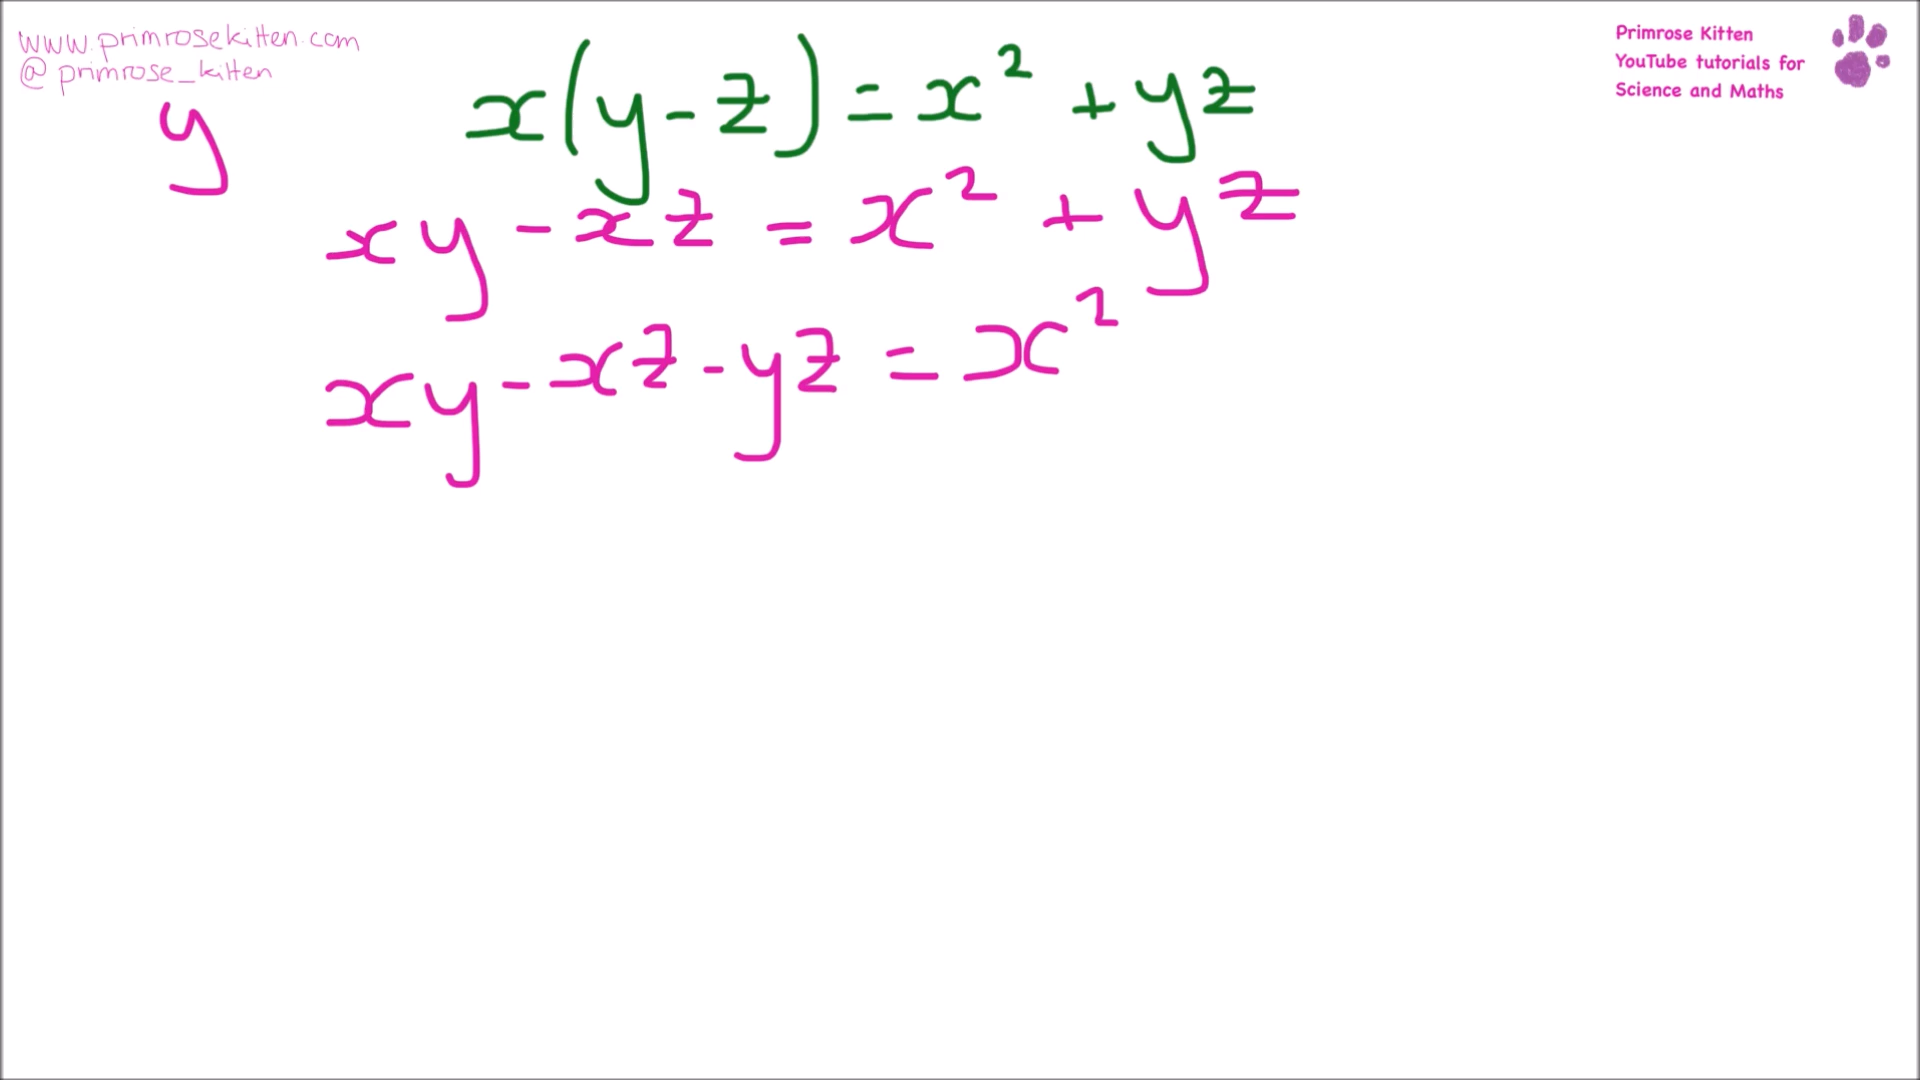 www.primrosekitten.com
@primrose_kitten
Primrose Kitten
YouTube tutorials for
Science and Maths
y
x(y-z)=x²+yz
xy-xz=x²+yz
xy-xz-yz=x²